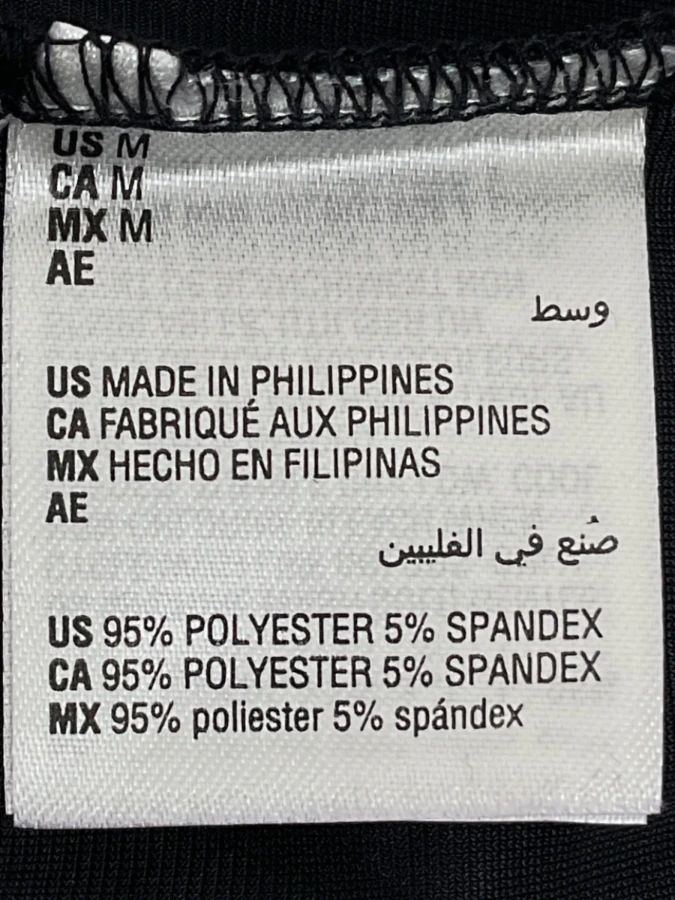 US M
CA M
MX M
AE
وسط
US MADE IN PHILIPPINES
CA FABRIQUÉ AUX PHILIPPINES
MX HECHO EN FILIPINAS
AE
صُنع في الفليبين
US 95% POLYESTER 5% SPANDEX
CA 95% POLYESTER 5% SPANDEX
MX 95% poliester 5% spándex